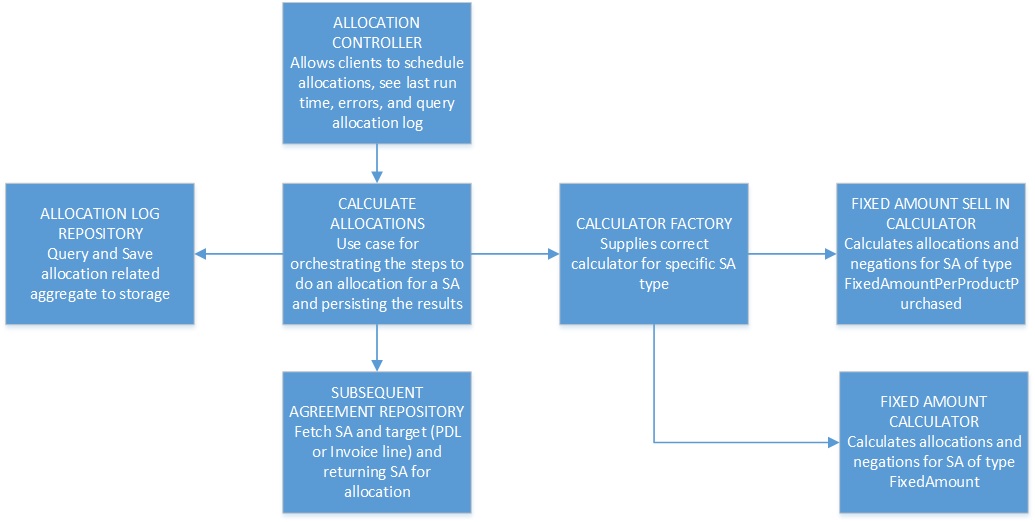 ALLOCATION
CONTROLLER
Allows clients to schedule
allocations, see last run
time, errors, and query
allocation log
ALLOCATION LOG
REPOSITORY
Query and Save
allocation related
aggregate to storage
CALCULATE
ALLOCATIONS
Use case for
orchestrating the steps to
do an allocation for a SA
and persisting the results
CALCULATOR FACTORY
Supplies correct
calculator for specific SA
type
FIXED AMOUNT SELL IN
CALCULATOR
Calculates allocations and
negations for SA of type
FixedAmountPerProductP
urchased
SUBSEQUENT
AGREEMENT REPOSITORY
Fetch SA and target (PDL
or Invoice line) and
returning SA for
allocation
FIXED AMOUNT
CALCULATOR
Calculates allocations and
negations for SA of type
FixedAmount